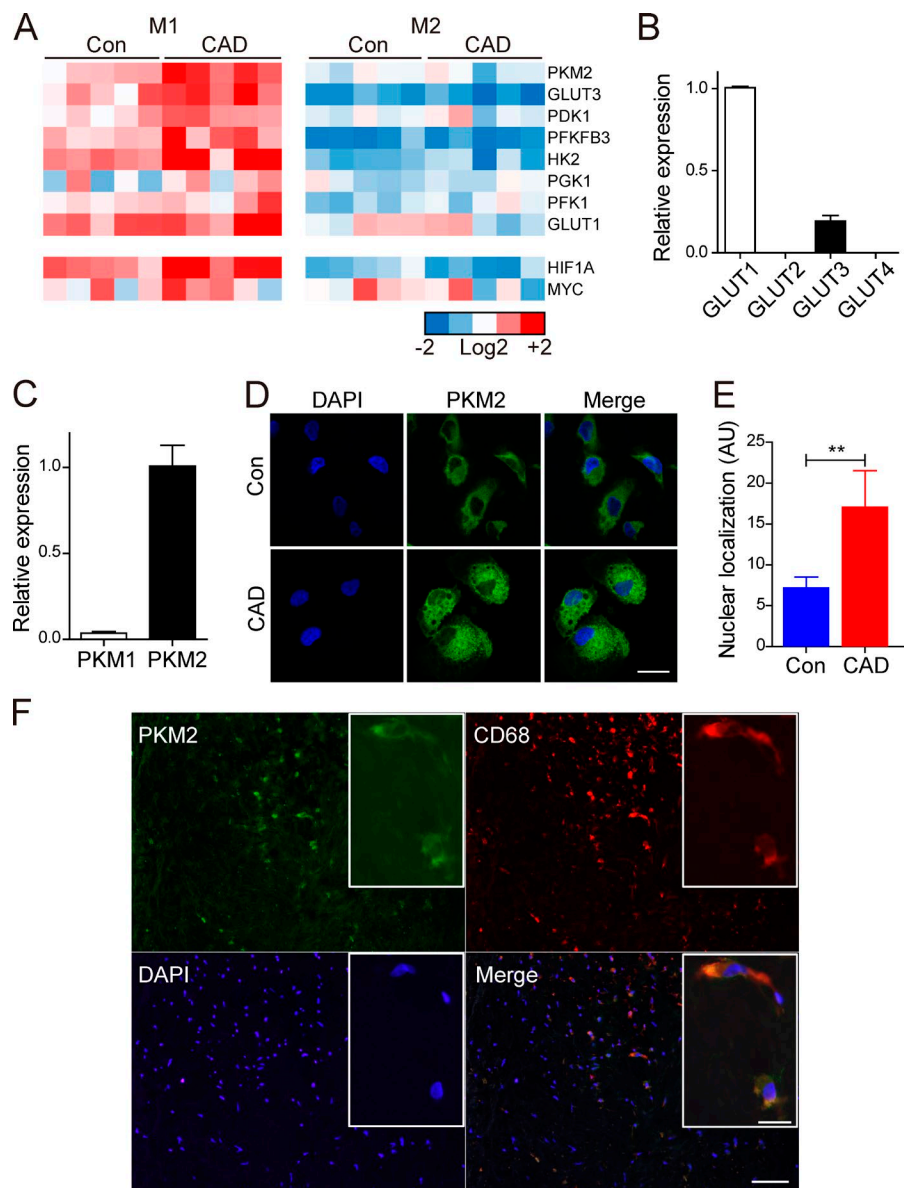 A
M1
M2
Con
CAD
Con
CAD
PKM2
GLUT3
PDK1
PFKFB3
HK2
PGK1
PFK1
GLUT1
HIF1A
MYC
-2 Log2 +2
B
Relative expression
1.0
0.5
0.0
GLUT1
GLUT2
GLUT3
GLUT4
C
Relative expression
1.0
0.5
0.0
PKM1 PKM2
D
DAPI PKM2 Merge
Con
CAD
E
Nuclear localization (AU)
25
20
15
10
5
0
**
Con CAD
F
PKM2
CD68
DAPI
Merge